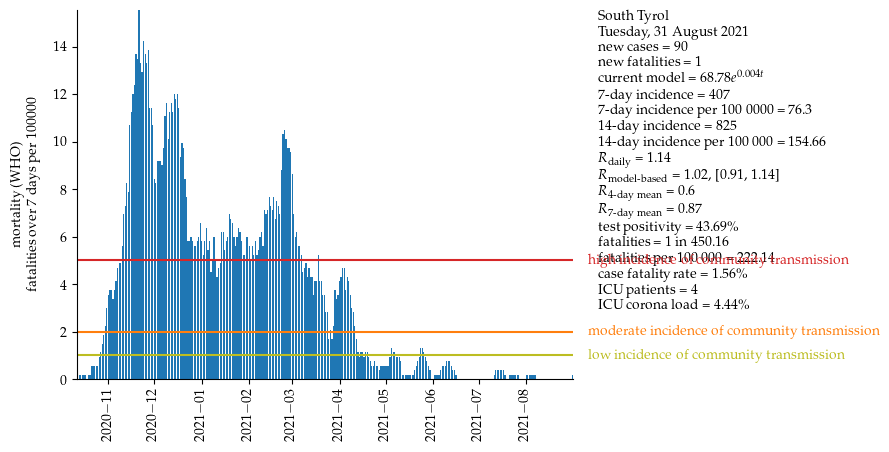 South Tyrol
Tuesday, 31 August 2021
new cases = 90
new fatalities = 1
current model = 68.78e^0.004t
7-day incidence = 407
7-day incidence per 100 0000 = 76.3
14-day incidence = 825
14-day incidence per 100 000 = 154.66
R_daily = 1.14
R_model-based = 1.02, [0.91, 1.14]
R_4-day mean = 0.6
R_7-day mean = 0.87
test positivity = 43.69%
fatalities = 1 in 450.16
fatalities per 100 000 = 222.14
high incidence of community transmission
case fatality rate = 1.56%
ICU patients = 4
ICU corona load = 4.44%
moderate incidence of community transmission
low incidence of community transmission
mortality (WHO)
fatalities over 7 days per 100000
14
12
10
8
6
4
2
0
2020−11
2020−12
2021−01
2021−02
2021−03
2021−04
2021−05
2021−06
2021−07
2021−08